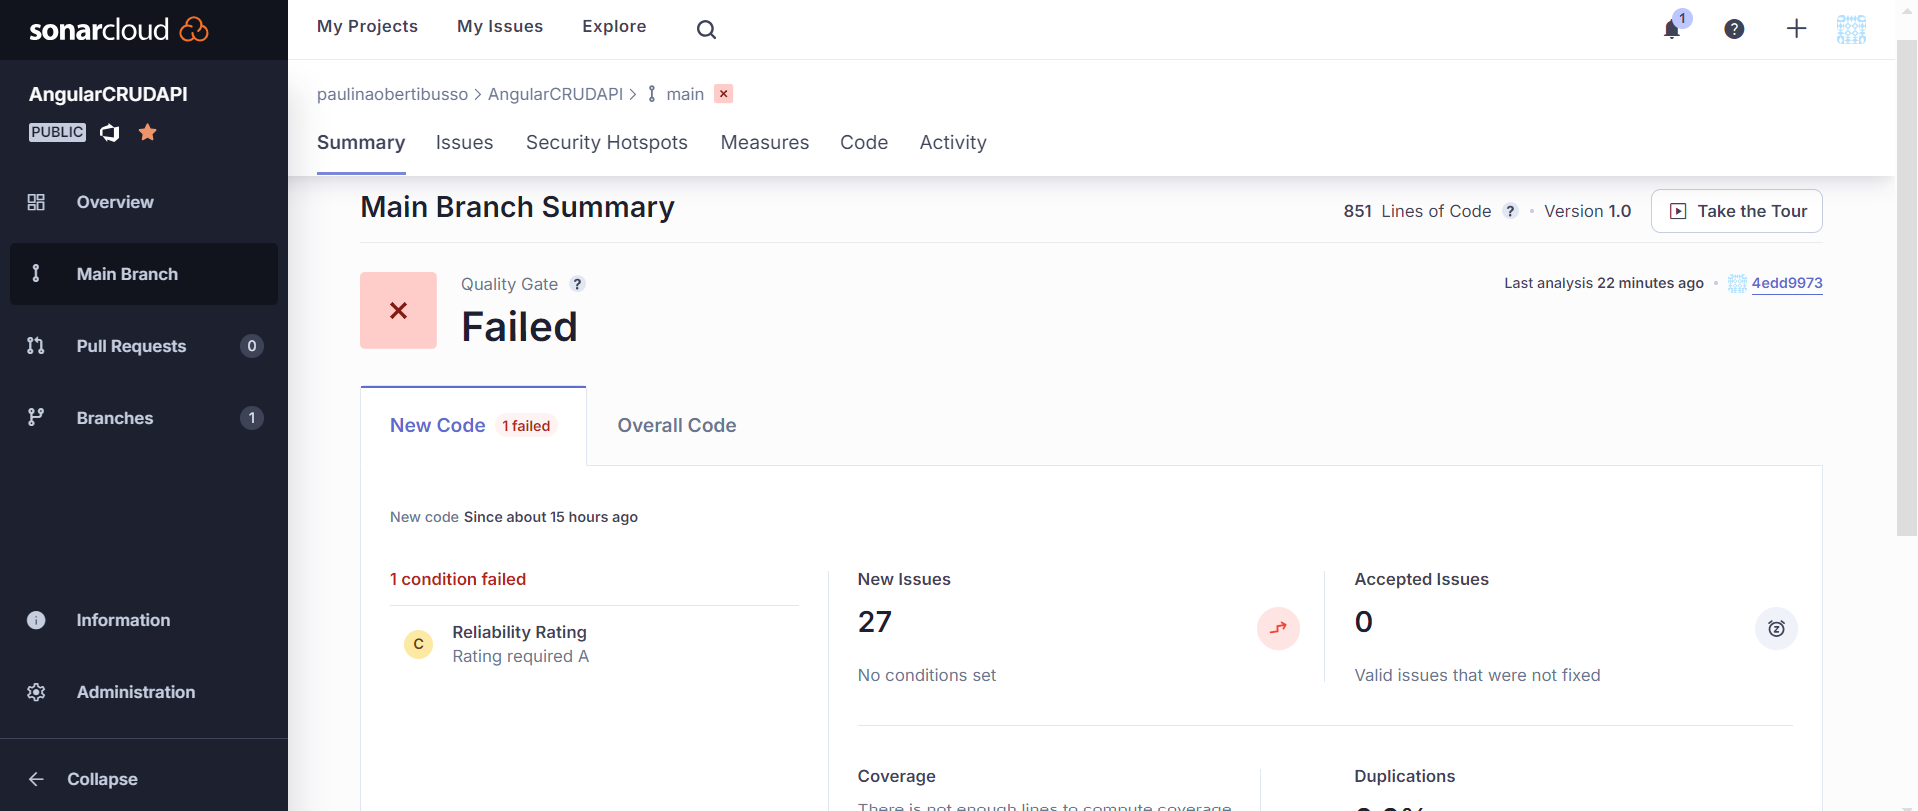 sonarcloud
My Projects My Issues Explore
1
?
AngularCRUDAPI
PUBLIC
Overview
Main Branch
Pull Requests 0
Branches 1
Information
Administration
Collapse
paulinaobertibusso > AngularCRUDAPI > main
Summary Issues Security Hotspots Measures Code Activity
Main Branch Summary
851 Lines of Code ? • Version 1.0
Take the Tour
Quality Gate ?
Failed
Last analysis 22 minutes ago • 4edd9973
New Code 1 failed
Overall Code
New code Since about 15 hours ago
1 condition failed
C
Reliability Rating
Rating required A
New Issues
27
No conditions set
Accepted Issues
0
Valid issues that were not fixed
Coverage
There is not enough lines to compute coverage
Duplications